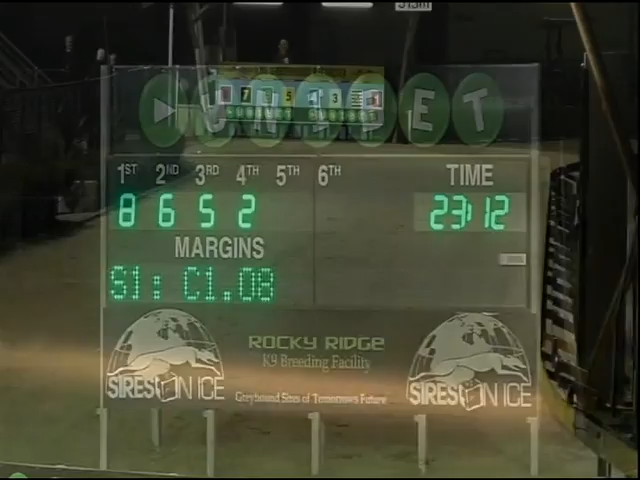 515m
UNIBET
1ST 2ND 3RD 4TH 5TH 6TH TIME
8 6 5 2 23:12
MARGINS
S1: C1.08
ROCKY RIDGE
K9 Breeding Facility
SIRES ON ICE
SIRES ON ICE
Greyhound Sires of Tomorrows Future